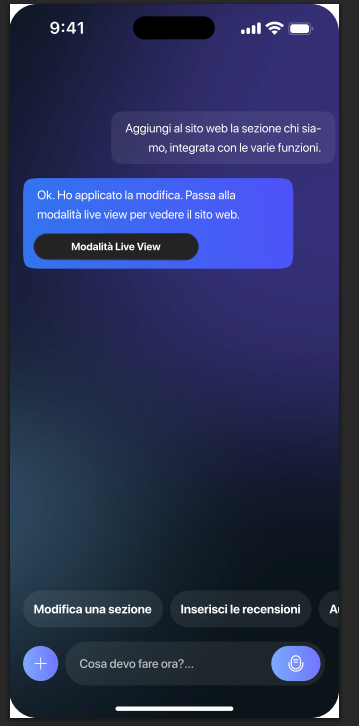 9:41
Aggiungi al sito web la sezione chi sia-
mo, integrata con le varie funzioni.
Ok. Ho applicato la modifica. Passa alla
modalità live view per vedere il sito web.
Modalità Live View
Modifica una sezione Inserisci le recensioni
Cosa devo fare ora?...